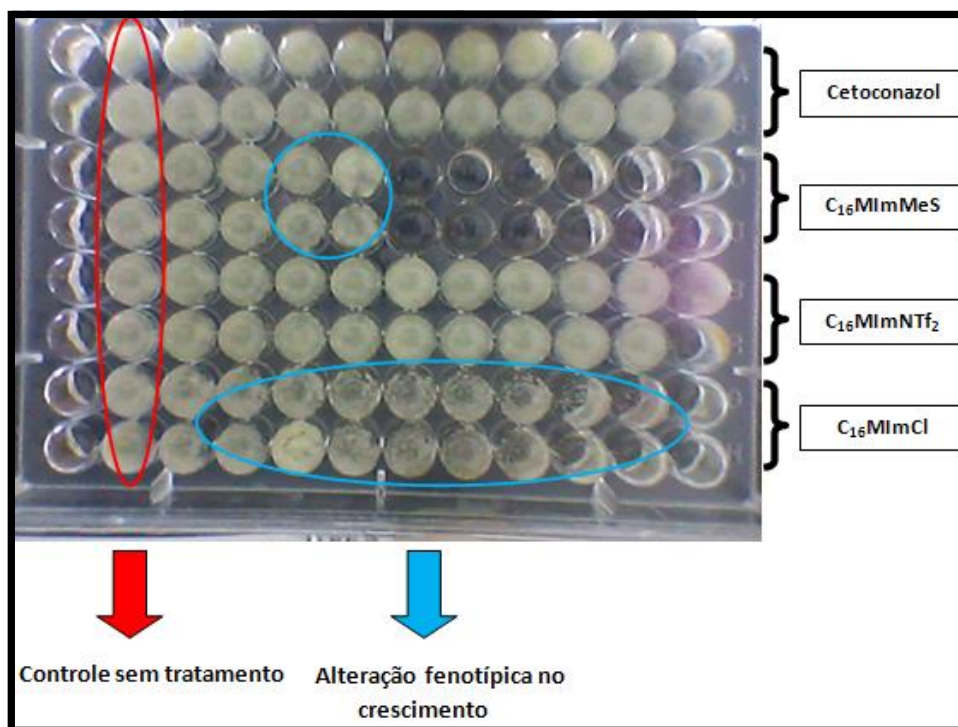 Cetoconazol
C₁₆MImMeS
C₁₆MImNTf₂
C₁₆MImCl
Controle sem tratamento
Alteração fenotípica no
crescimento